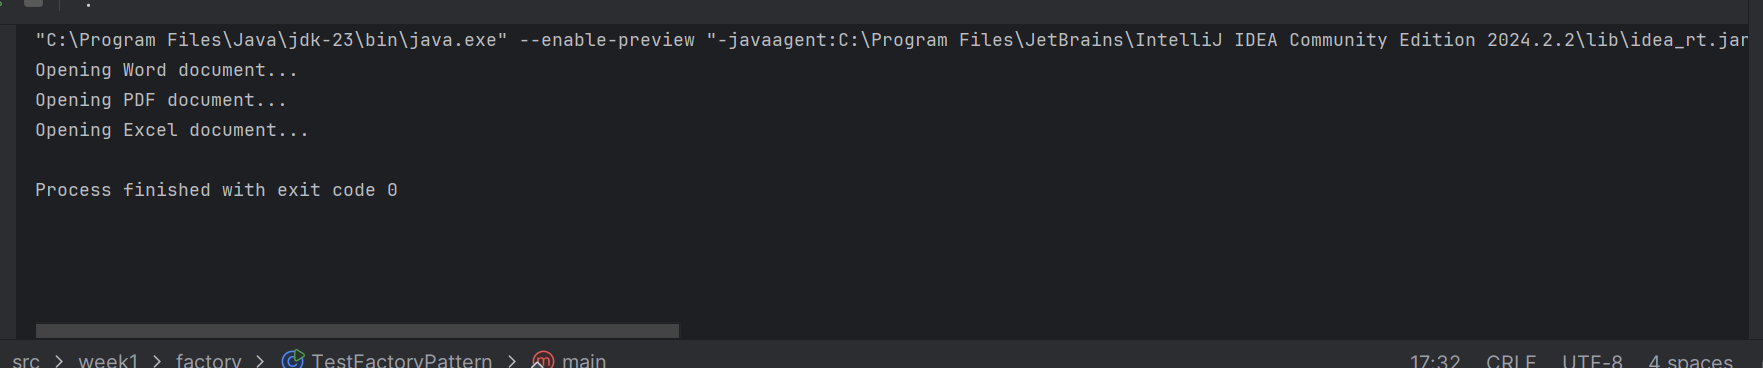 "C:\Program Files\Java\jdk-23\bin\java.exe" --enable-preview "-javaagent:C:\Program Files\JetBrains\IntelliJ IDEA Community Edition 2024.2.2\lib\idea_rt.jar
Opening Word document...
Opening PDF document...
Opening Excel document...
Process finished with exit code 0
src > week1 > factory > TestFactoryPattern > main 17:32 CRLF UTF-8 4 spaces